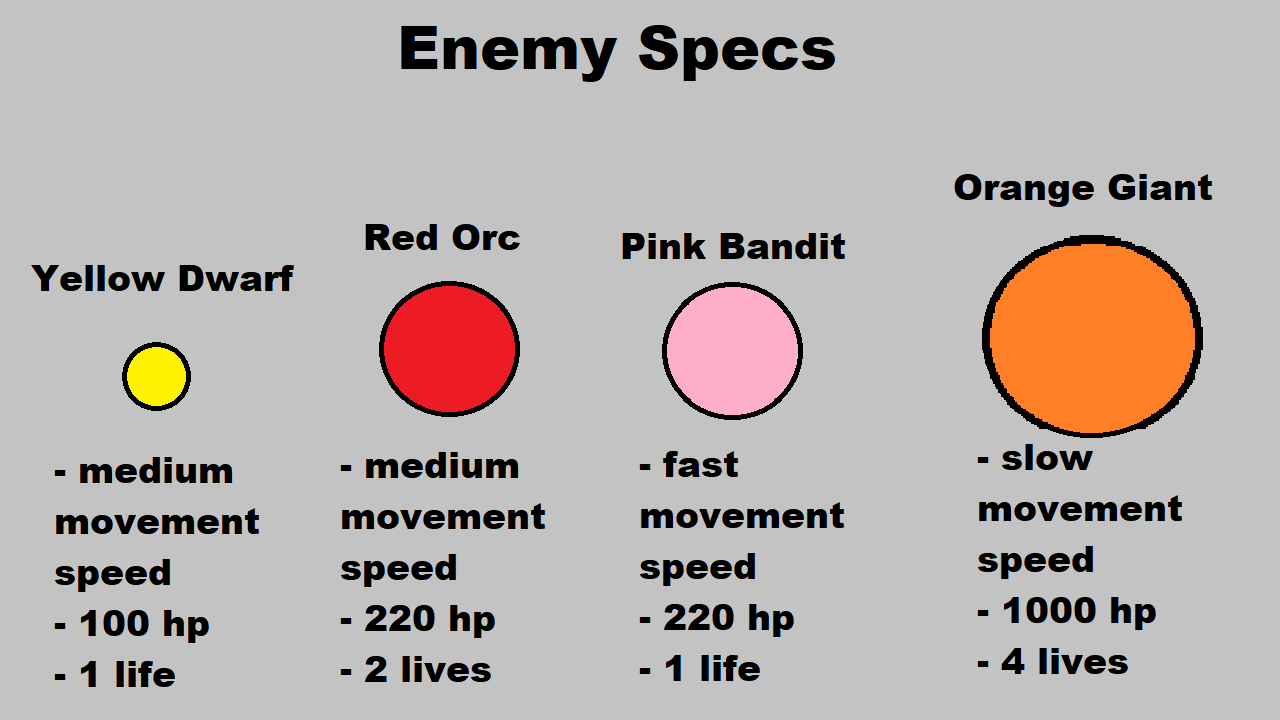 Enemy Specs
Yellow Dwarf
- medium
movement
speed
- 100 hp
- 1 life
Red Orc
- medium
movement
speed
- 220 hp
- 2 lives
Pink Bandit
- fast
movement
speed
- 220 hp
- 1 life
Orange Giant
- slow
movement
speed
- 1000 hp
- 4 lives